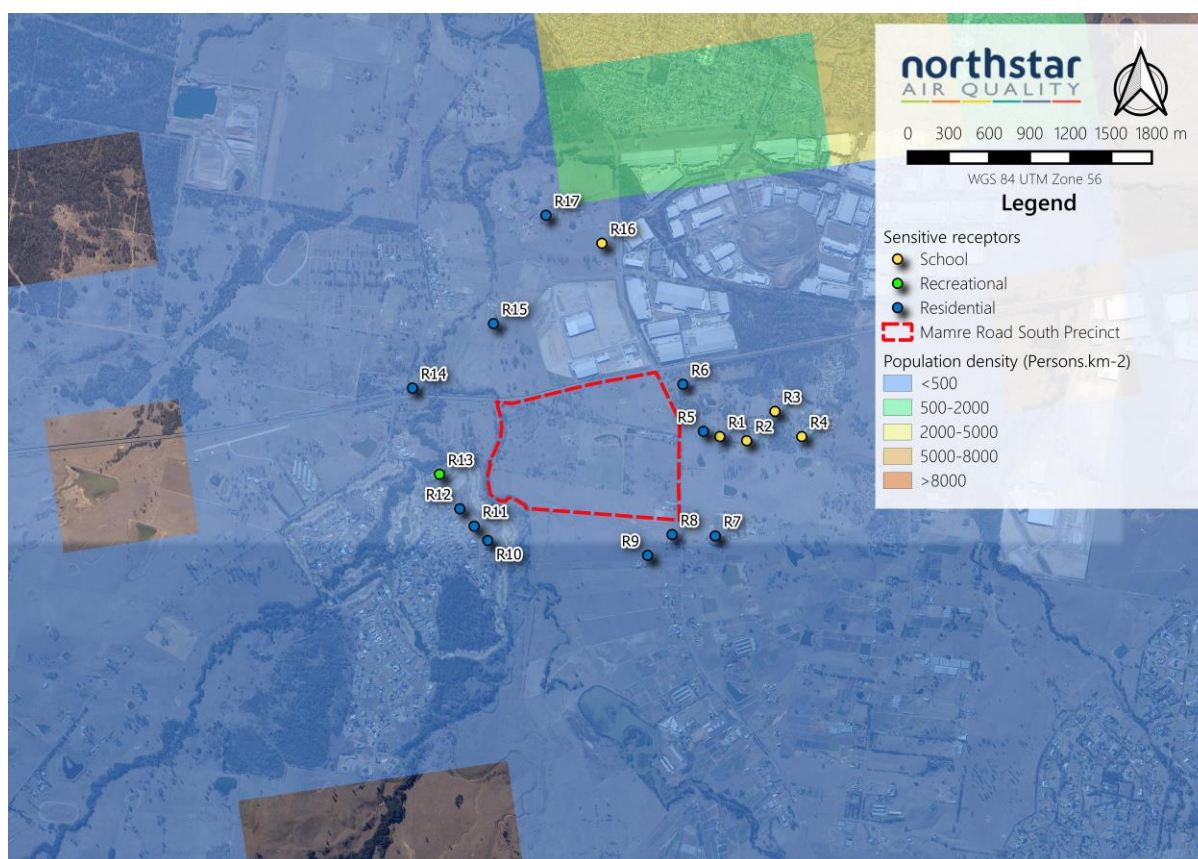 northstar
AIR QUALITY
N
0 300 600 900 1200 1500 1800 m
WGS 84 UTM Zone 56
Legend
Sensitive receptors
School
Recreational
Residential
Mamre Road South Precinct
Population density (Persons.km-2)
<500
500-2000
2000-5000
5000-8000
>8000
R17
R16
R15
R14
R6
R3
R5
R1
R2
R4
R13
R12
R11
R10
R8
R7
R9